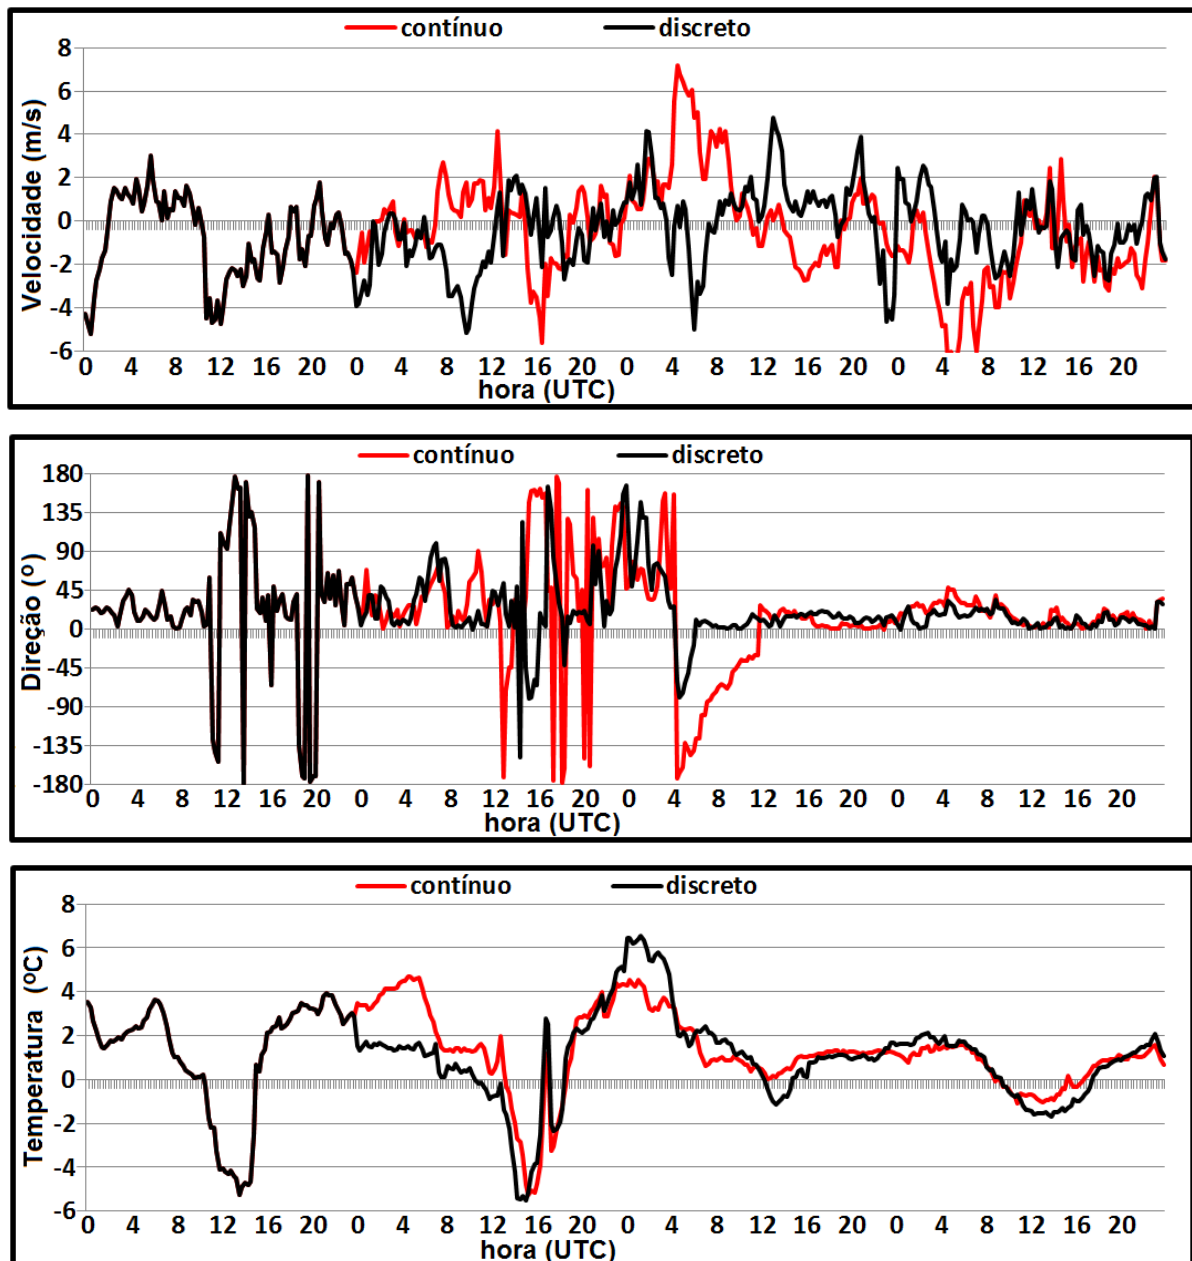 contínuo discreto
Velocidade (m/s)
8
6
4
2
0
-2
-4
-6
0 4 8 12 16 20 0 4 8 12 16 20 0 4 8 12 16 20 0 4 8 12 16 20
hora (UTC)
contínuo discreto
Direção (º)
180
135
90
45
0
-45
-90
-135
-180
0 4 8 12 16 20 0 4 8 12 16 20 0 4 8 12 16 20 0 4 8 12 16 20
hora (UTC)
contínuo discreto
Temperatura (ºC)
8
6
4
2
0
-2
-4
-6
0 4 8 12 16 20 0 4 8 12 16 20 0 4 8 12 16 20 0 4 8 12 16 20
hora (UTC)